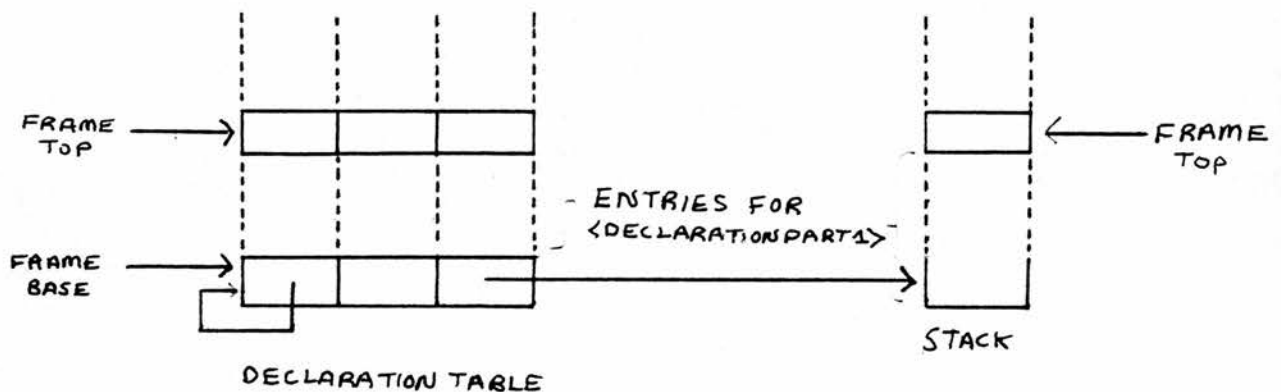 FRAME
TOP
FRAME
TOP
ENTRIES FOR
<DECLARATIONPART1>
FRAME
BASE
STACK
DECLARATION TABLE